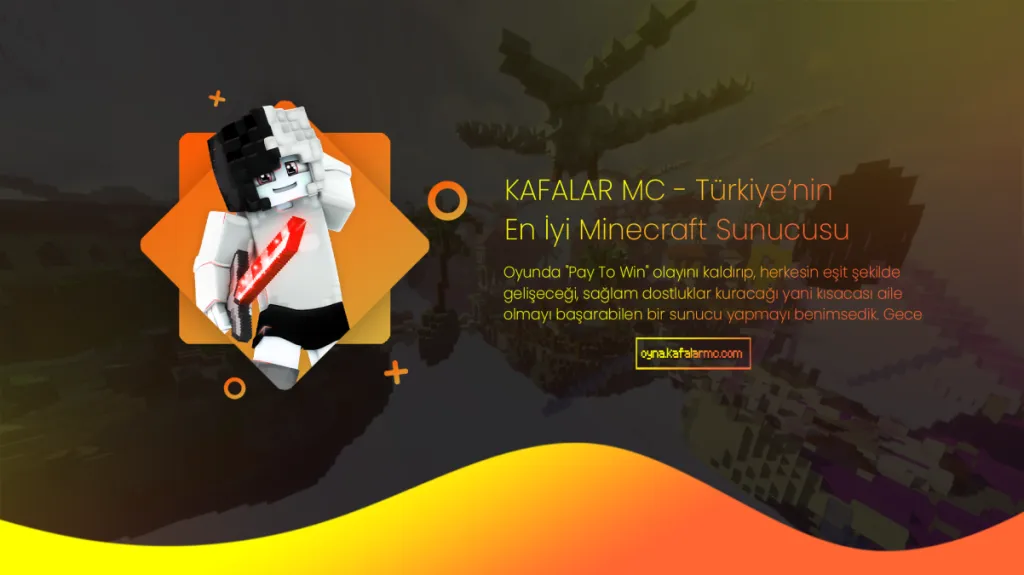 KAFALAR MC - Türkiye’nin
En İyi Minecraft Sunucusu
Oyunda "Pay To Win" olayını kaldırıp, herkesin eşit şekilde
gelişeceği, sağlam dostluklar kuracağı yani kısacası aile
olmayı başarabilen bir sunucu yapmayı benimsedik. Gece
oyna.kafalarmc.com